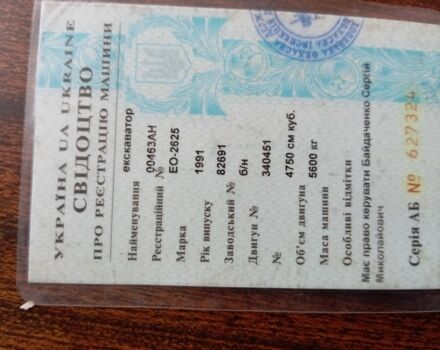 УКРАЇНА UA UKRAINE
СВІДОЦТВО
ПРО РЕЄСТРАЦІЮ МАШИНИ
Найменування екскаватор
Реєстраційний № 00463АН
Марка ЕО-2625
Рік випуску 1991
Заводський № 82691
Двигун № б/н
№ 340451
Об'єм двигуна 4750 см куб.
Маса машини 5600 кг
Особливі відмітки
Має право керувати Байдаченко Сергій
Миколайович
Серія АБ № 627324